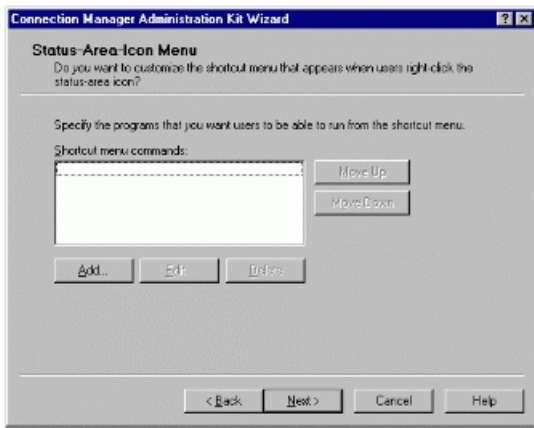 Connection Manager Administration Kit Wizard
Status-Area-Icon Menu
Do you want to customize the shortcut menu that appears when users right-click the
status-area icon?
Specify the programs that you want users to be able to run from the shortcut menu.
Shortcut menu commands:
Move Up
Move Down
Add...
Edit
Delete
< Back
Next >
Cancel
Help